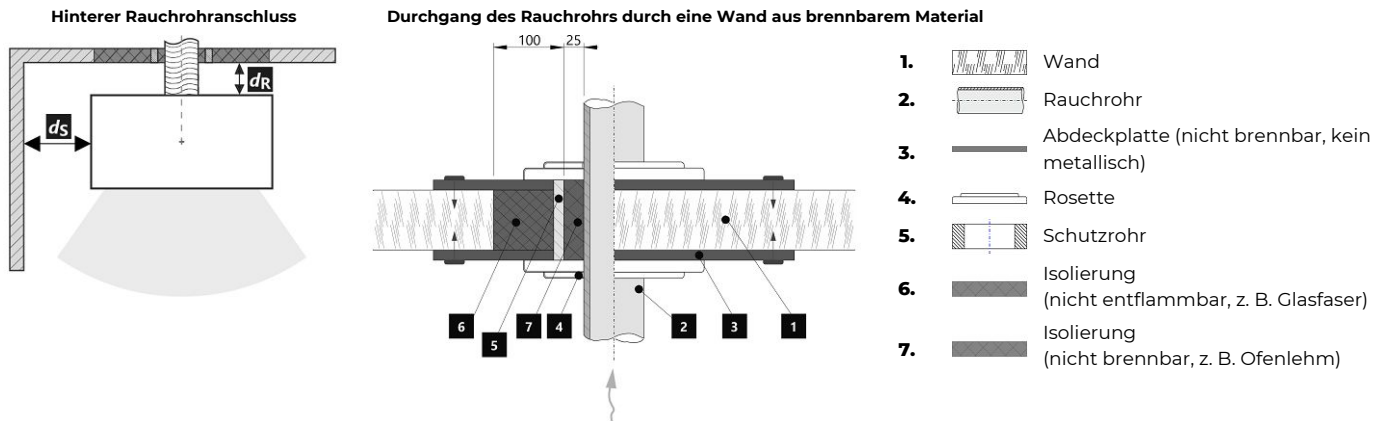 Hinterer Rauchrohranschluss
dR
dS
Durchgang des Rauchrohrs durch eine Wand aus brennbarem Material
100 25
6 5 7 4 2 3 1
1. Wand
2. Rauchrohr
3. Abdeckplatte (nicht brennbar, kein
metallisch)
4. Rosette
5. Schutzrohr
6. Isolierung
(nicht entflammbar, z. B. Glasfaser)
7. Isolierung
(nicht brennbar, z. B. Ofenlehm)